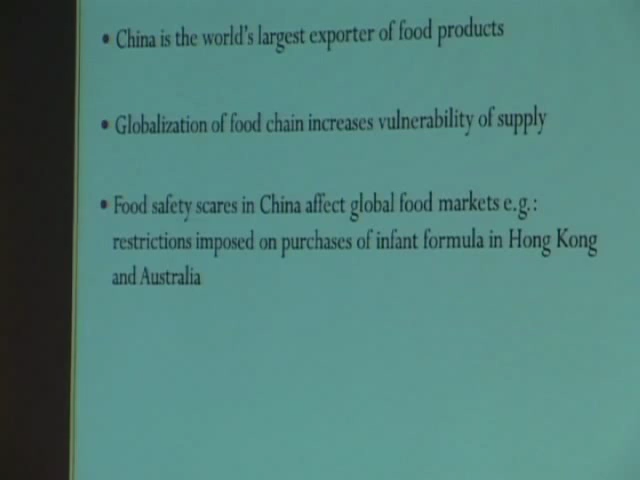 • China is the world's largest exporter of food products
• Globalization of food chain increases vulnerability of supply
• Food safety scares in China affect global food markets e.g.:
restrictions imposed on purchases of infant formula in Hong Kong
and Australia